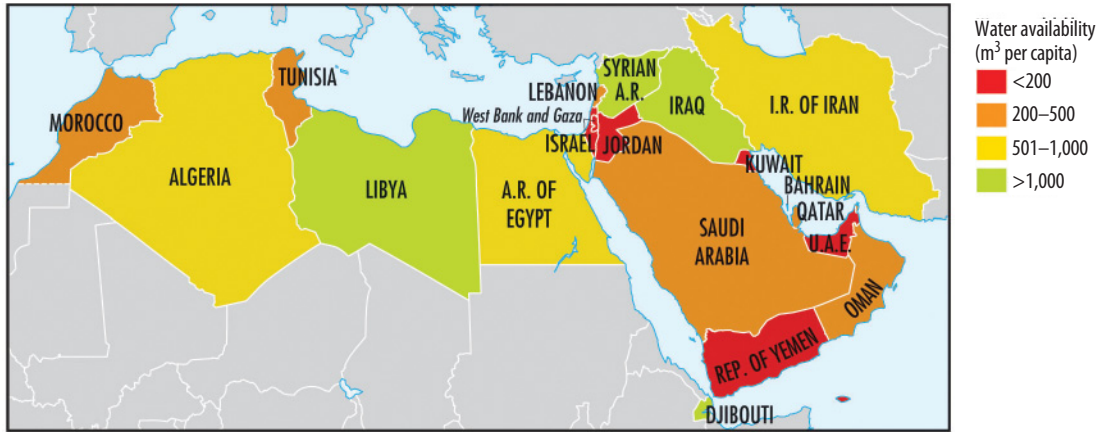 TUNISIA
MOROCCO
ALGERIA
LIBYA
A.R. OF
EGYPT
SYRIAN
A.R.
LEBANON
West Bank and Gaza
ISRAEL
JORDAN
IRAQ
I.R. OF IRAN
KUWAIT
BAHRAIN
QATAR
U.A.E.
SAUDI
ARABIA
OMAN
REP. OF YEMEN
DJIBOUTI
Water availability
(m³ per capita)
<200
200–500
501–1,000
>1,000